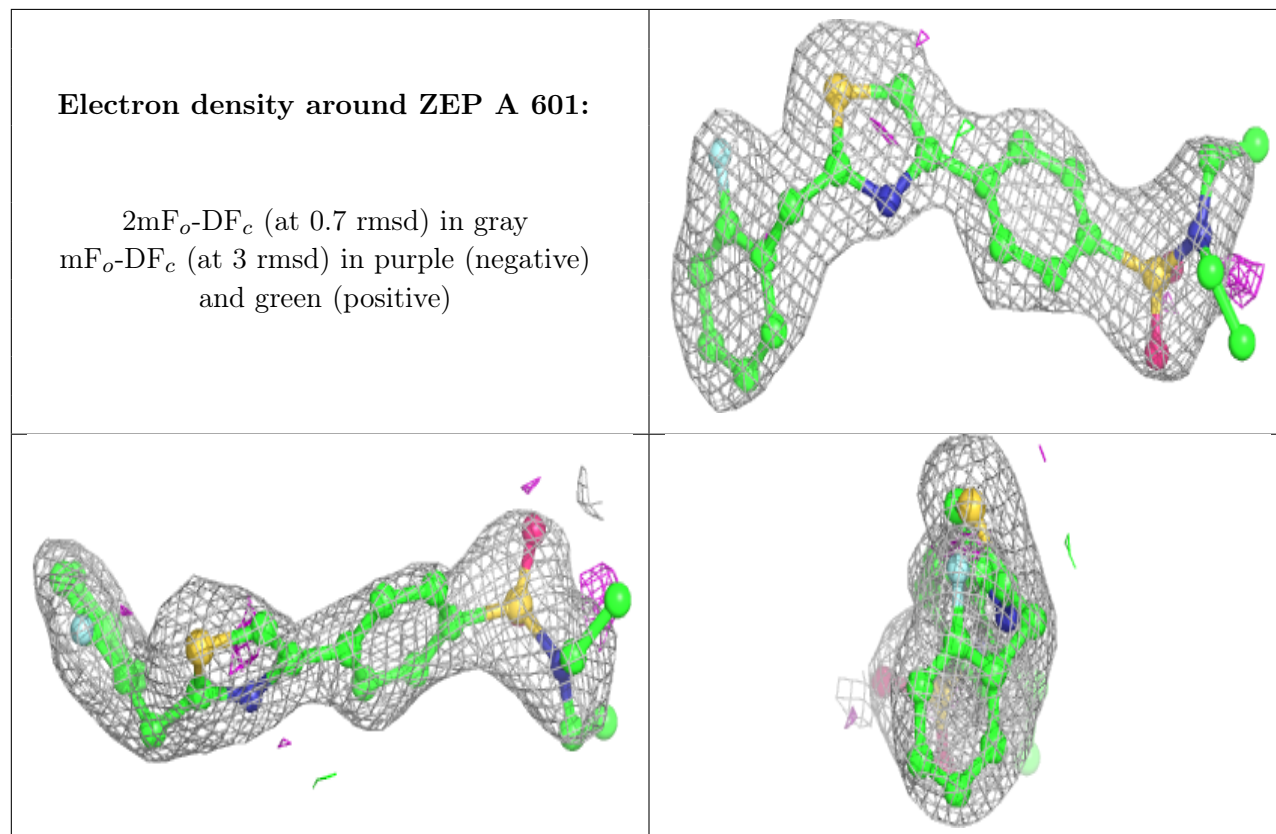 Electron density around ZEP A 601:
2mFₒ-DF𝒸 (at 0.7 rmsd) in gray
mFₒ-DF𝒸 (at 3 rmsd) in purple (negative)
and green (positive)